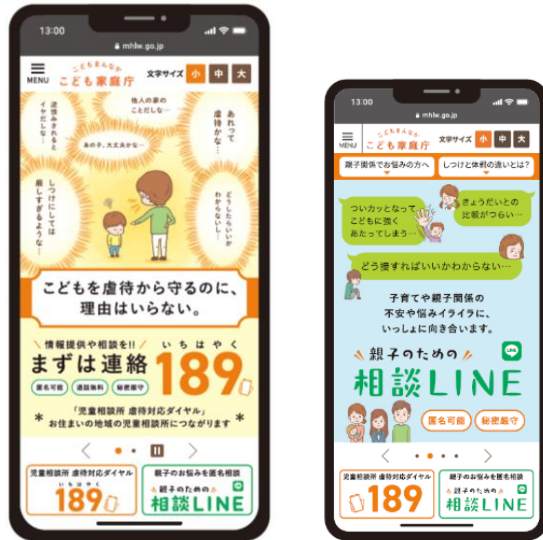 13:00
mhlw.go.jp
MENU
こどもまんなか
こども家庭庁
文字サイズ 小 中 大
逆恨みされると
イヤだしな…
他人の家の
ことだしな…
あれって
虐待かな…
あの子、大丈夫かな…
しつけにしては
厳しすぎるような…
どうしたらいいか
わからないし…
こどもを虐待から守るのに、
理由はいらない。
情報提供や相談を!!
まずは連絡
いちはやく
189
匿名可能 通話無料 秘密厳守
* 「児童相談所 虐待対応ダイヤル」 *
お住まいの地域の児童相談所につながります
児童相談所 虐待対応ダイヤル
いちはやく
189
親子のお悩みを匿名相談
親子のための
相談LINE
13:00
mhlw.go.jp
MENU
こどもまんなか
こども家庭庁
文字サイズ 小 中 大
親子関係でお悩みの方へ
しつけと体罰の違いとは?
ついカッとなって
こどもに強く
あたってしまう…
きょうだいとの
比較がつらい…
どう接すればいいかわからない…
子育てや親子関係の
不安や悩みイライラに、
いっしょに向き合います。
親子のための
LINE
相談LINE
匿名可能 秘密厳守
児童相談所 虐待対応ダイヤル
いちはやく
189
親子のお悩みを匿名相談
親子のための
相談LINE